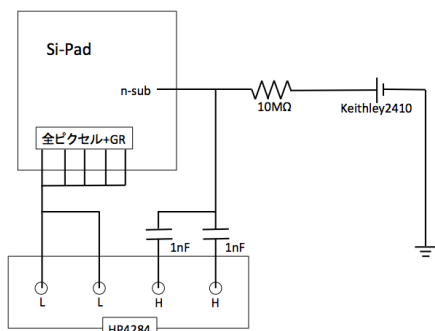 Si-Pad
n-sub
10MΩ
Keithley2410
全ピクセル+GR
1nF
1nF
L
L
H
H
HP4284